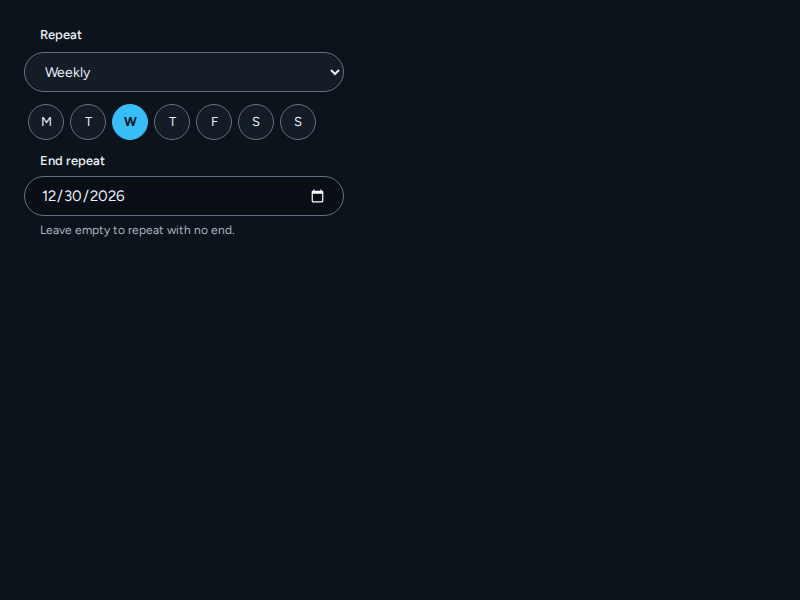 Repeat
Weekly
M T W T F S S
End repeat
12/30/2026
Leave empty to repeat with no end.